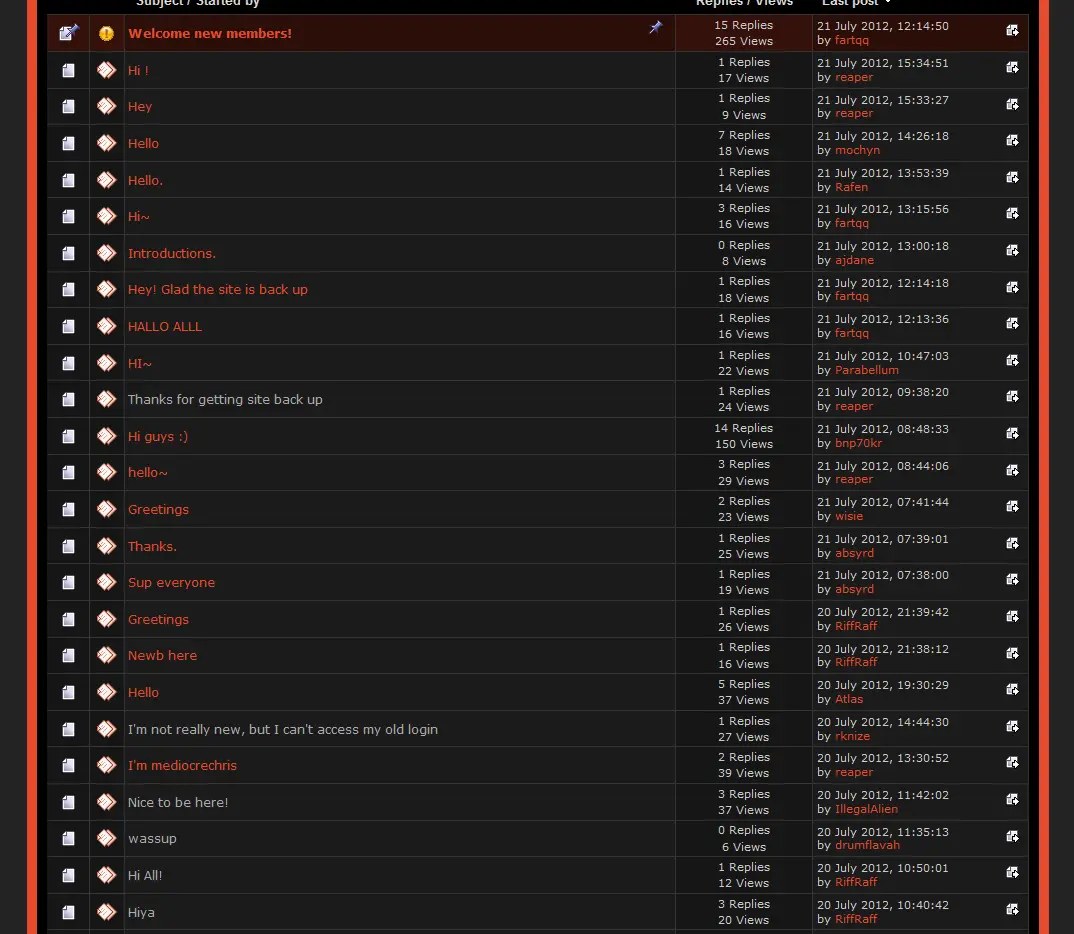 Subject / Started by Replies / Views Last post
Welcome new members! 15 Replies 21 July 2012, 12:14:50
265 Views by fartqq
Hi ! 1 Replies 21 July 2012, 15:34:51
17 Views by reaper
Hey 1 Replies 21 July 2012, 15:33:27
9 Views by reaper
Hello 7 Replies 21 July 2012, 14:26:18
18 Views by mochyn
Hello. 1 Replies 21 July 2012, 13:53:39
14 Views by Rafen
Hi~ 3 Replies 21 July 2012, 13:15:56
16 Views by fartqq
Introductions. 0 Replies 21 July 2012, 13:00:18
8 Views by ajdane
Hey! Glad the site is back up 1 Replies 21 July 2012, 12:14:18
18 Views by fartqq
HALLO ALLL 1 Replies 21 July 2012, 12:13:36
16 Views by fartqq
HI~ 1 Replies 21 July 2012, 10:47:03
22 Views by Parabellum
Thanks for getting site back up 1 Replies 21 July 2012, 09:38:20
24 Views by reaper
Hi guys :) 14 Replies 21 July 2012, 08:48:33
150 Views by bnp70kr
hello~ 3 Replies 21 July 2012, 08:44:06
29 Views by reaper
Greetings 2 Replies 21 July 2012, 07:41:44
23 Views by wisie
Thanks. 1 Replies 21 July 2012, 07:39:01
25 Views by absyrd
Sup everyone 1 Replies 21 July 2012, 07:38:00
19 Views by absyrd
Greetings 1 Replies 20 July 2012, 21:39:42
26 Views by RiffRaff
Newb here 1 Replies 20 July 2012, 21:38:12
16 Views by RiffRaff
Hello 5 Replies 20 July 2012, 19:30:29
37 Views by Atlas
I'm not really new, but I can't access my old login 1 Replies 20 July 2012, 14:44:30
27 Views by rknize
I'm mediocrechris 2 Replies 20 July 2012, 13:30:52
39 Views by reaper
Nice to be here! 3 Replies 20 July 2012, 11:42:02
37 Views by IllegalAlien
wassup 0 Replies 20 July 2012, 11:35:13
6 Views by drumflavah
Hi All! 1 Replies 20 July 2012, 10:50:01
12 Views by RiffRaff
Hiya 3 Replies 20 July 2012, 10:40:42
20 Views by RiffRaff